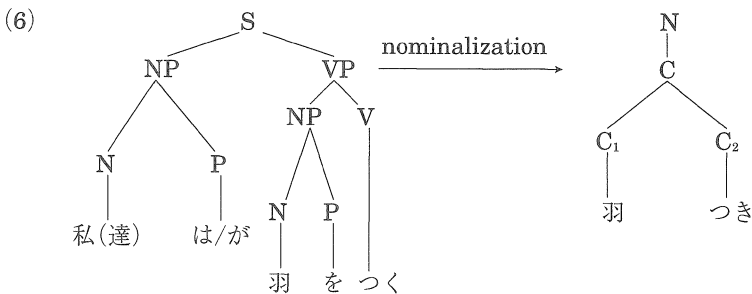 (6)
S
nominalization
N
NP
VP
C
NP
V
C₁
C₂
N
P
羽
つき
N
P
私(達)
は/が
羽
を
つく